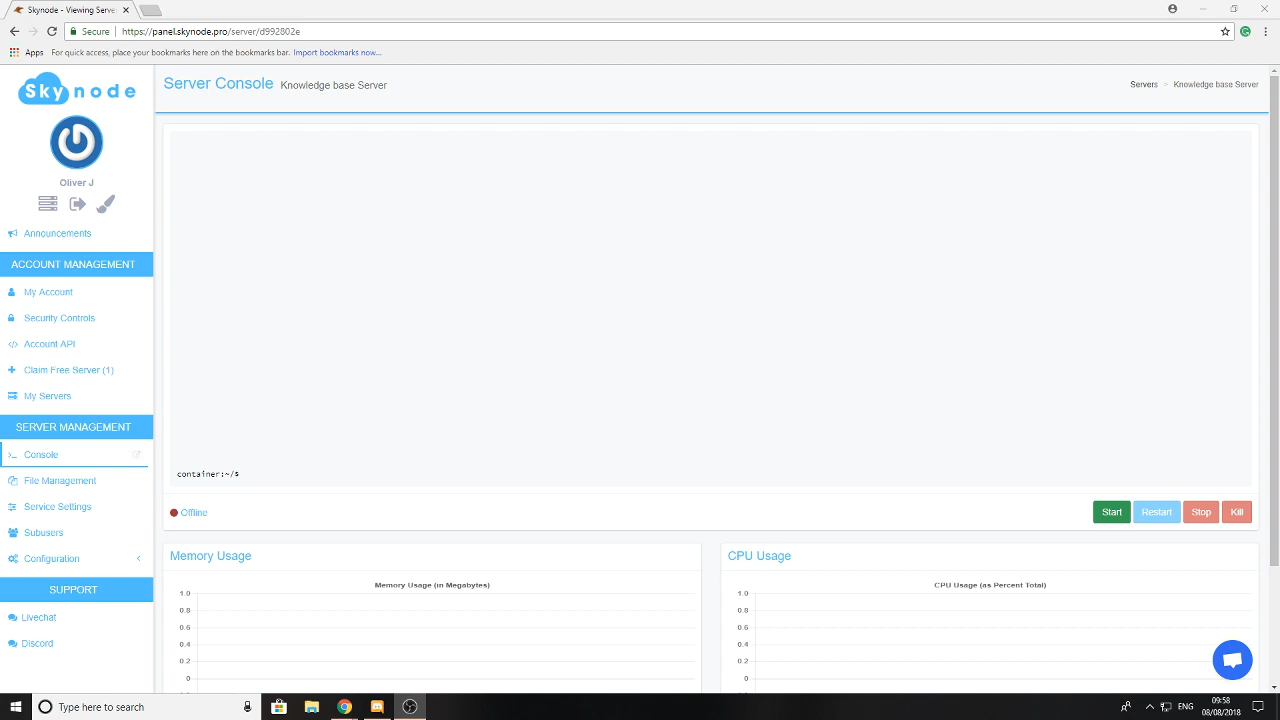 Skynode - Viewing Serve
Secure
https://panel.skynode.pro/server/d992802e
Apps
For quick access, place your bookmarks here on the bookmarks bar. Import bookmarks now...
Sky node
Server Console Knowledge base Server
Servers > Knowledge base Server
Oliver J
Announcements
ACCOUNT MANAGEMENT
My Account
Security Controls
Account API
Claim Free Server (1)
My Servers
SERVER MANAGEMENT
Console
File Management
Service Settings
Subusers
Configuration
SUPPORT
Livechat
Discord
container:~/$
Offline
Start
Restart
Stop
Kill
Memory Usage
Memory Usage (in Megabytes)
1.0
0.8
0.6
0.4
0.2
0
CPU Usage
CPU Usage (as Percent Total)
1.0
0.8
0.6
0.4
0.2
0
Type here to search
ENG
09:58
08/08/2018